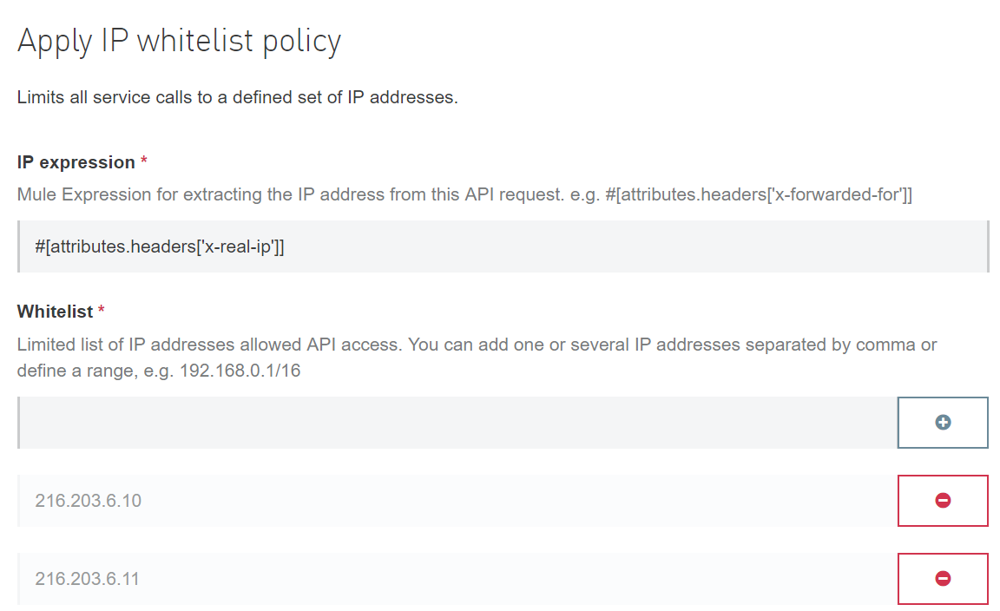 Apply IP whitelist policy
Limits all service calls to a defined set of IP addresses.
IP expression *
Mule Expression for extracting the IP address from this API request. e.g. #[attributes.headers['x-forwarded-for']]
#[attributes.headers['x-real-ip']]
Whitelist *
Limited list of IP addresses allowed API access. You can add one or several IP addresses separated by comma or
define a range, e.g. 192.168.0.1/16
216.203.6.10
216.203.6.11